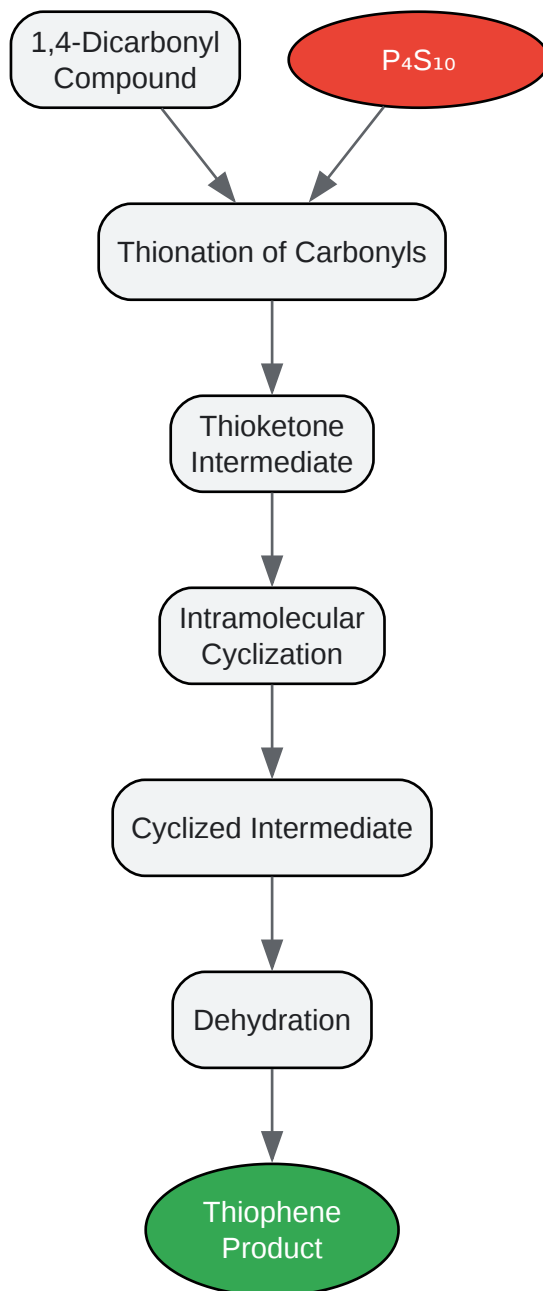 1,4-Dicarbonyl
Compound
P₄S₁₀
Thionation of Carbonyls
Thioketone
Intermediate
Intramolecular
Cyclization
Cyclized Intermediate
Dehydration
Thiophene
Product